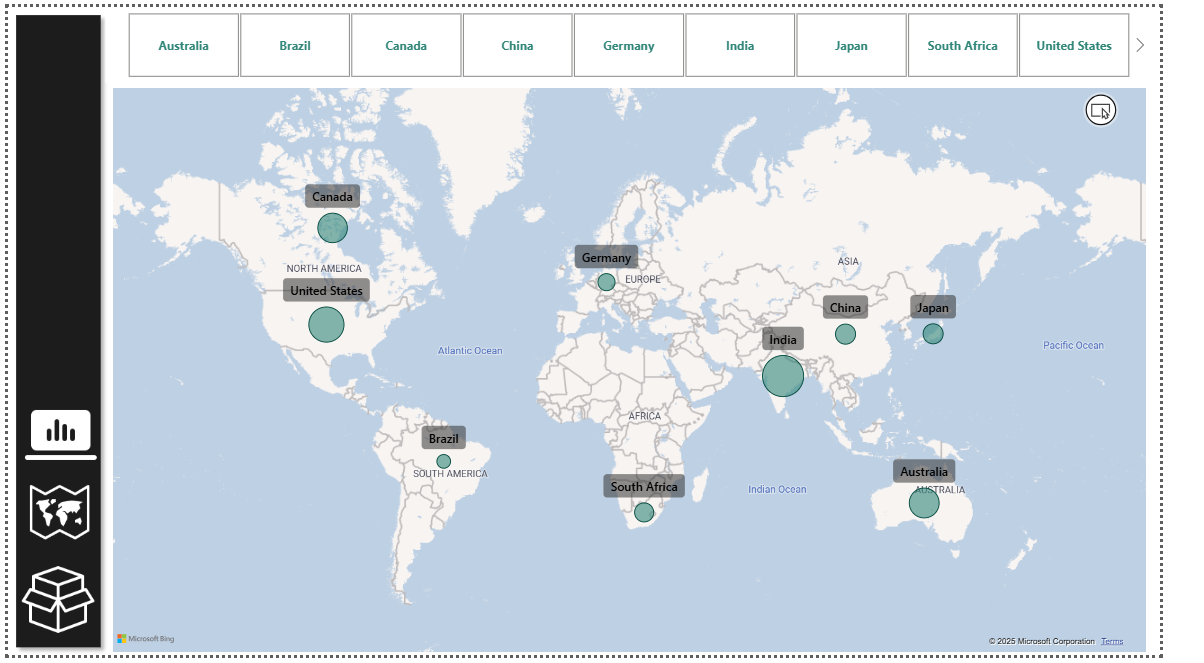 Australia
Brazil
Canada
China
Germany
India
Japan
South Africa
United States
Canada
NORTH AMERICA
United States
Germany
EUROPE
ASIA
China
Japan
India
Atlantic Ocean
Pacific Ocean
AFRICA
Brazil
SOUTH AMERICA
South Africa
Indian Ocean
Australia
AUSTRALIA
Microsoft Bing
© 2025 Microsoft Corporation Terms